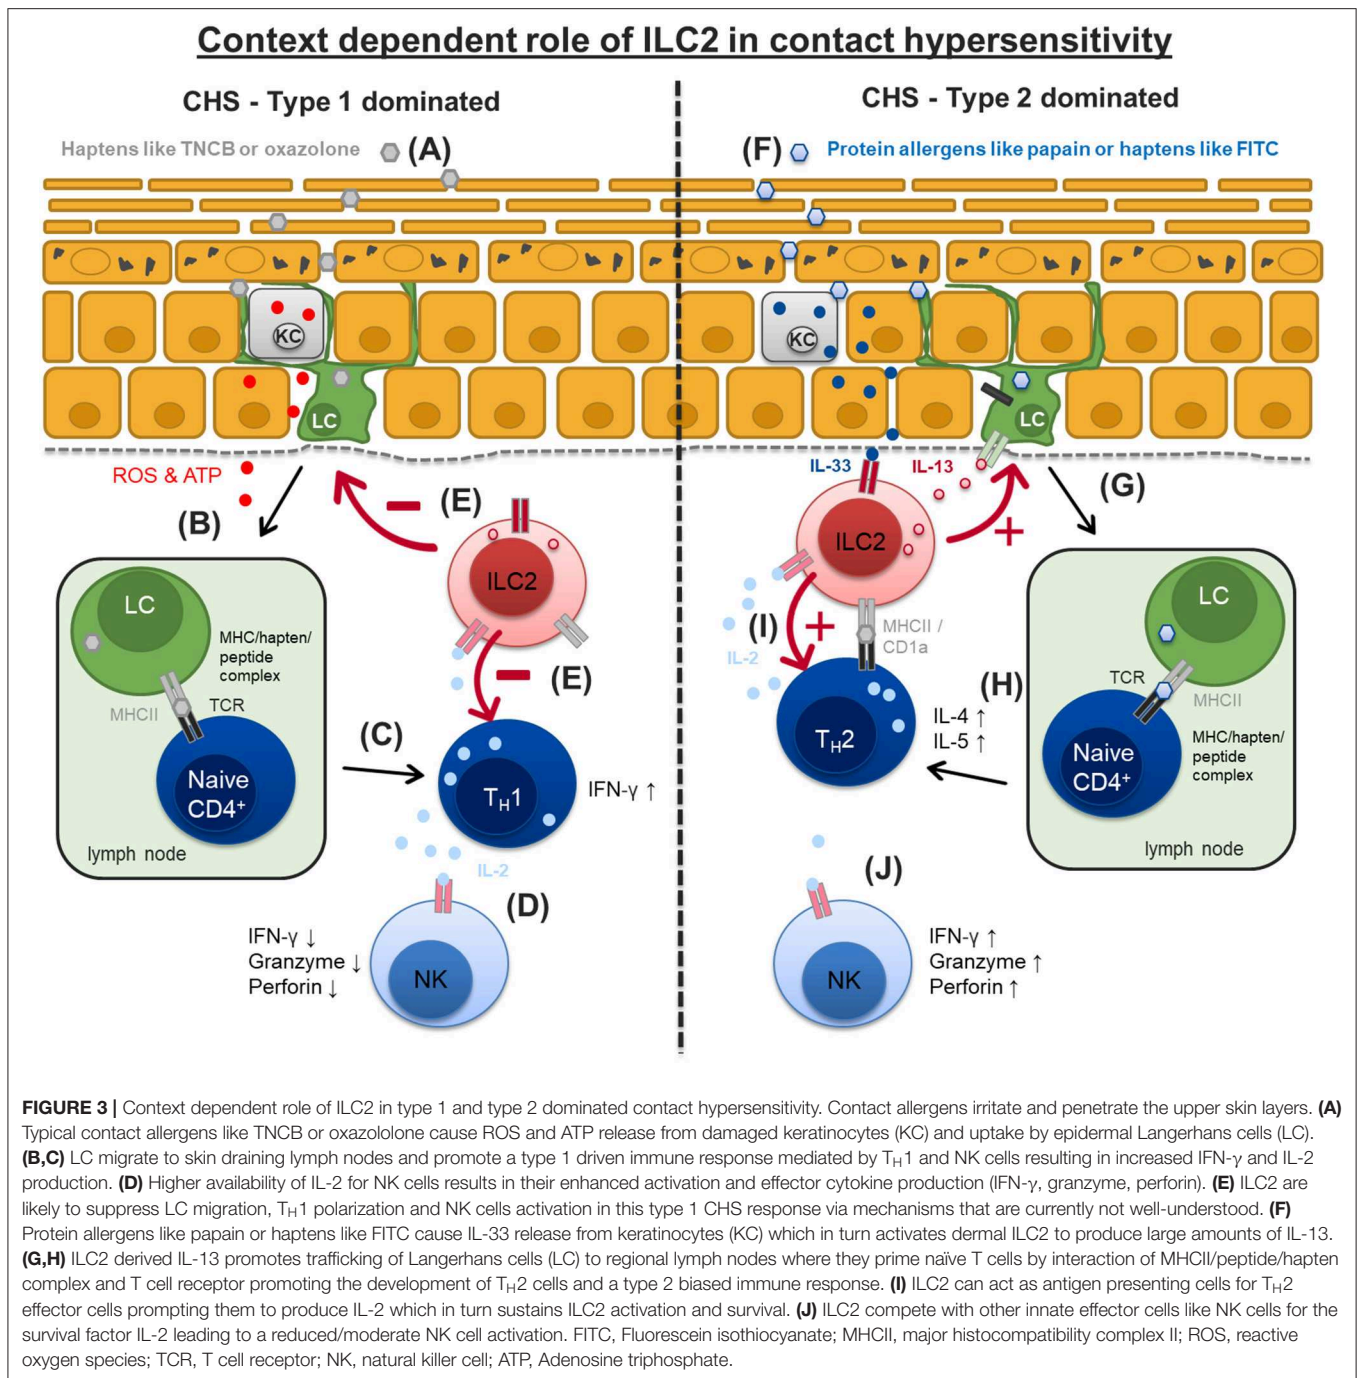 Context dependent role of ILC2 in contact hypersensitivity
CHS - Type 1 dominated
CHS - Type 2 dominated
Haptens like TNCB or oxazolone
(A)
(F)
Protein allergens like papain or haptens like FITC
KC
KC
LC
LC
ROS & ATP
IL-33
IL-13
(B)
(E)
(G)
ILC2
ILC2
LC
MHC/hapten/
peptide
complex
MHCII
TCR
Naive
CD4+
lymph node
(C)
(E)
TH1
IFN-γ ↑
IL-2
(D)
IFN-γ ↓
Granzyme ↓
Perforin ↓
NK
(I)
IL-2
MHCII /
CD1a
TH2
(H)
IL-4 ↑
IL-5 ↑
LC
TCR
MHCII
MHC/hapten/
peptide
complex
Naive
CD4+
lymph node
(J)
IFN-γ ↑
Granzyme ↑
Perforin ↑
NK
FIGURE 3 | Context dependent role of ILC2 in type 1 and type 2 dominated contact hypersensitivity. Contact allergens irritate and penetrate the upper skin layers. (A)
Typical contact allergens like TNCB or oxazololone cause ROS and ATP release from damaged keratinocytes (KC) and uptake by epidermal Langerhans cells (LC).
(B,C) LC migrate to skin draining lymph nodes and promote a type 1 driven immune response mediated by TH1 and NK cells resulting in increased IFN-γ and IL-2
production. (D) Higher availability of IL-2 for NK cells results in their enhanced activation and effector cytokine production (IFN-γ, granzyme, perforin). (E) ILC2 are
likely to suppress LC migration, TH1 polarization and NK cells activation in this type 1 CHS response via mechanisms that are currently not well-understood. (F)
Protein allergens like papain or haptens like FITC cause IL-33 release from keratinocytes (KC) which in turn activates dermal ILC2 to produce large amounts of IL-13.
(G,H) ILC2 derived IL-13 promotes trafficking of Langerhans cells (LC) to regional lymph nodes where they prime naïve T cells by interaction of MHCII/peptide/hapten
complex and T cell receptor promoting the development of TH2 cells and a type 2 biased immune response. (I) ILC2 can act as antigen presenting cells for TH2
effector cells prompting them to produce IL-2 which in turn sustains ILC2 activation and survival. (J) ILC2 compete with other innate effector cells like NK cells for the
survival factor IL-2 leading to a reduced/moderate NK cell activation. FITC, Fluorescein isothiocyanate; MHCII, major histocompatibility complex II; ROS, reactive
oxygen species; TCR, T cell receptor; NK, natural killer cell; ATP, Adenosine triphosphate.